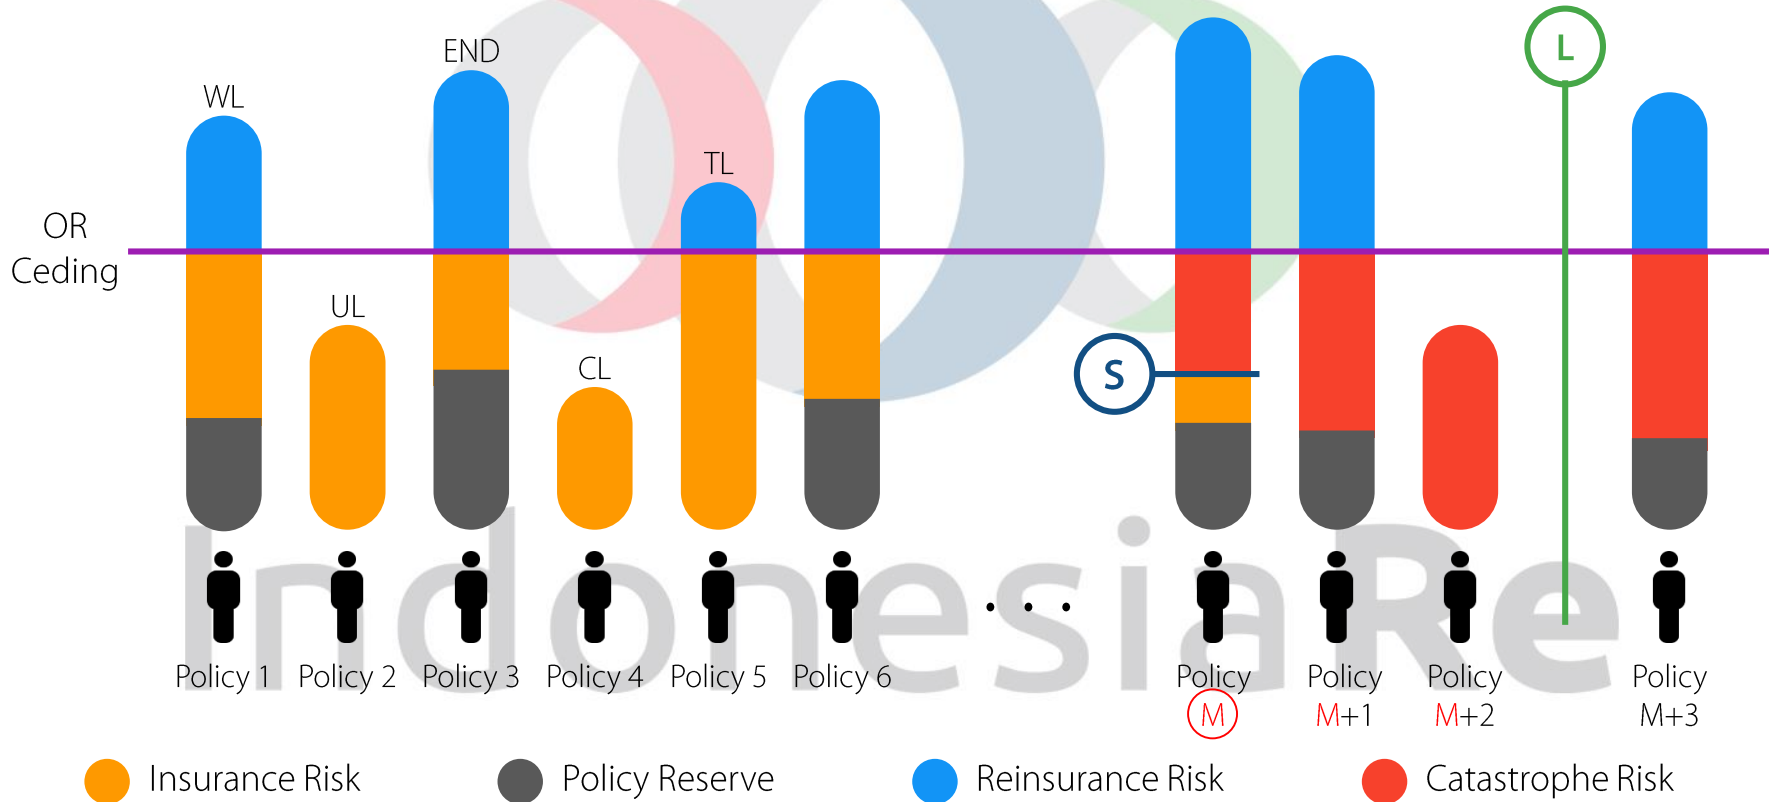 END
WL
TL
OR
Ceding
UL
CL
L
S
IndonesiaRe
Policy 1
Policy 2
Policy 3
Policy 4
Policy 5
Policy 6
. . .
Policy
M
Policy
M+1
Policy
M+2
Policy
M+3
Insurance Risk
Policy Reserve
Reinsurance Risk
Catastrophe Risk